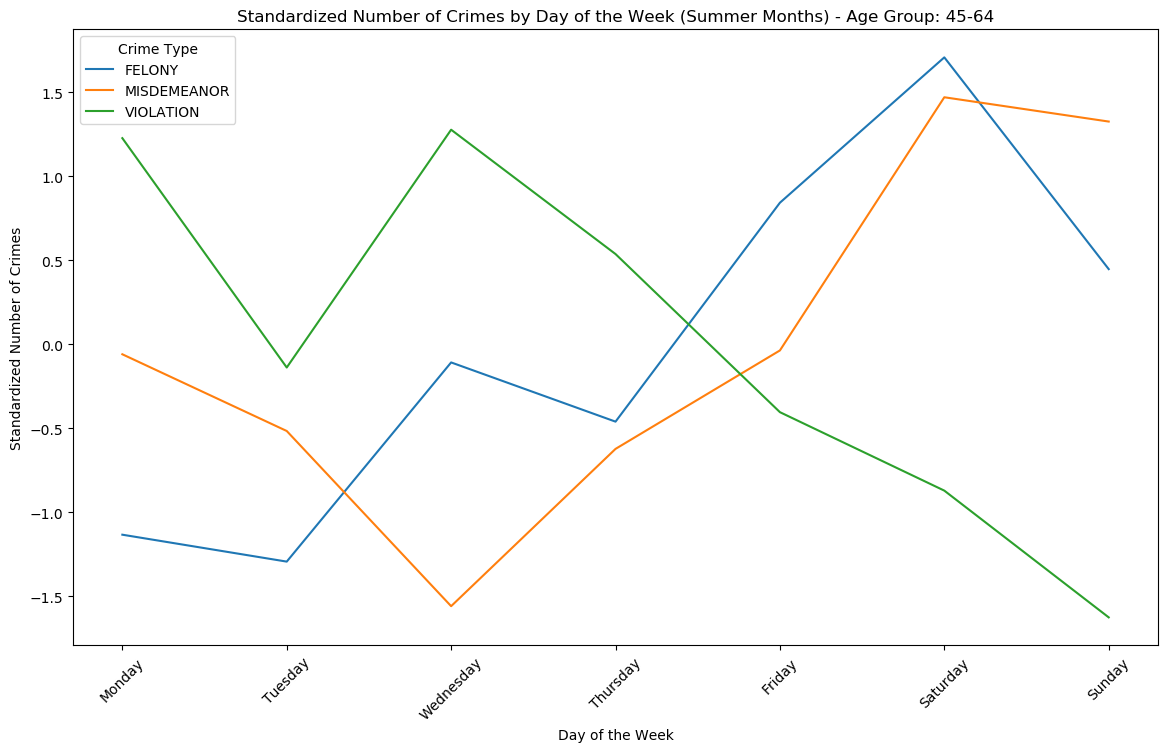 Standardized Number of Crimes by Day of the Week (Summer Months) - Age Group: 45-64
Crime Type
FELONY
MISDEMEANOR
VIOLATION
Standardized Number of Crimes
1.5
1.0
0.5
0.0
−0.5
−1.0
−1.5
Monday
Tuesday
Wednesday
Thursday
Friday
Saturday
Sunday
Day of the Week